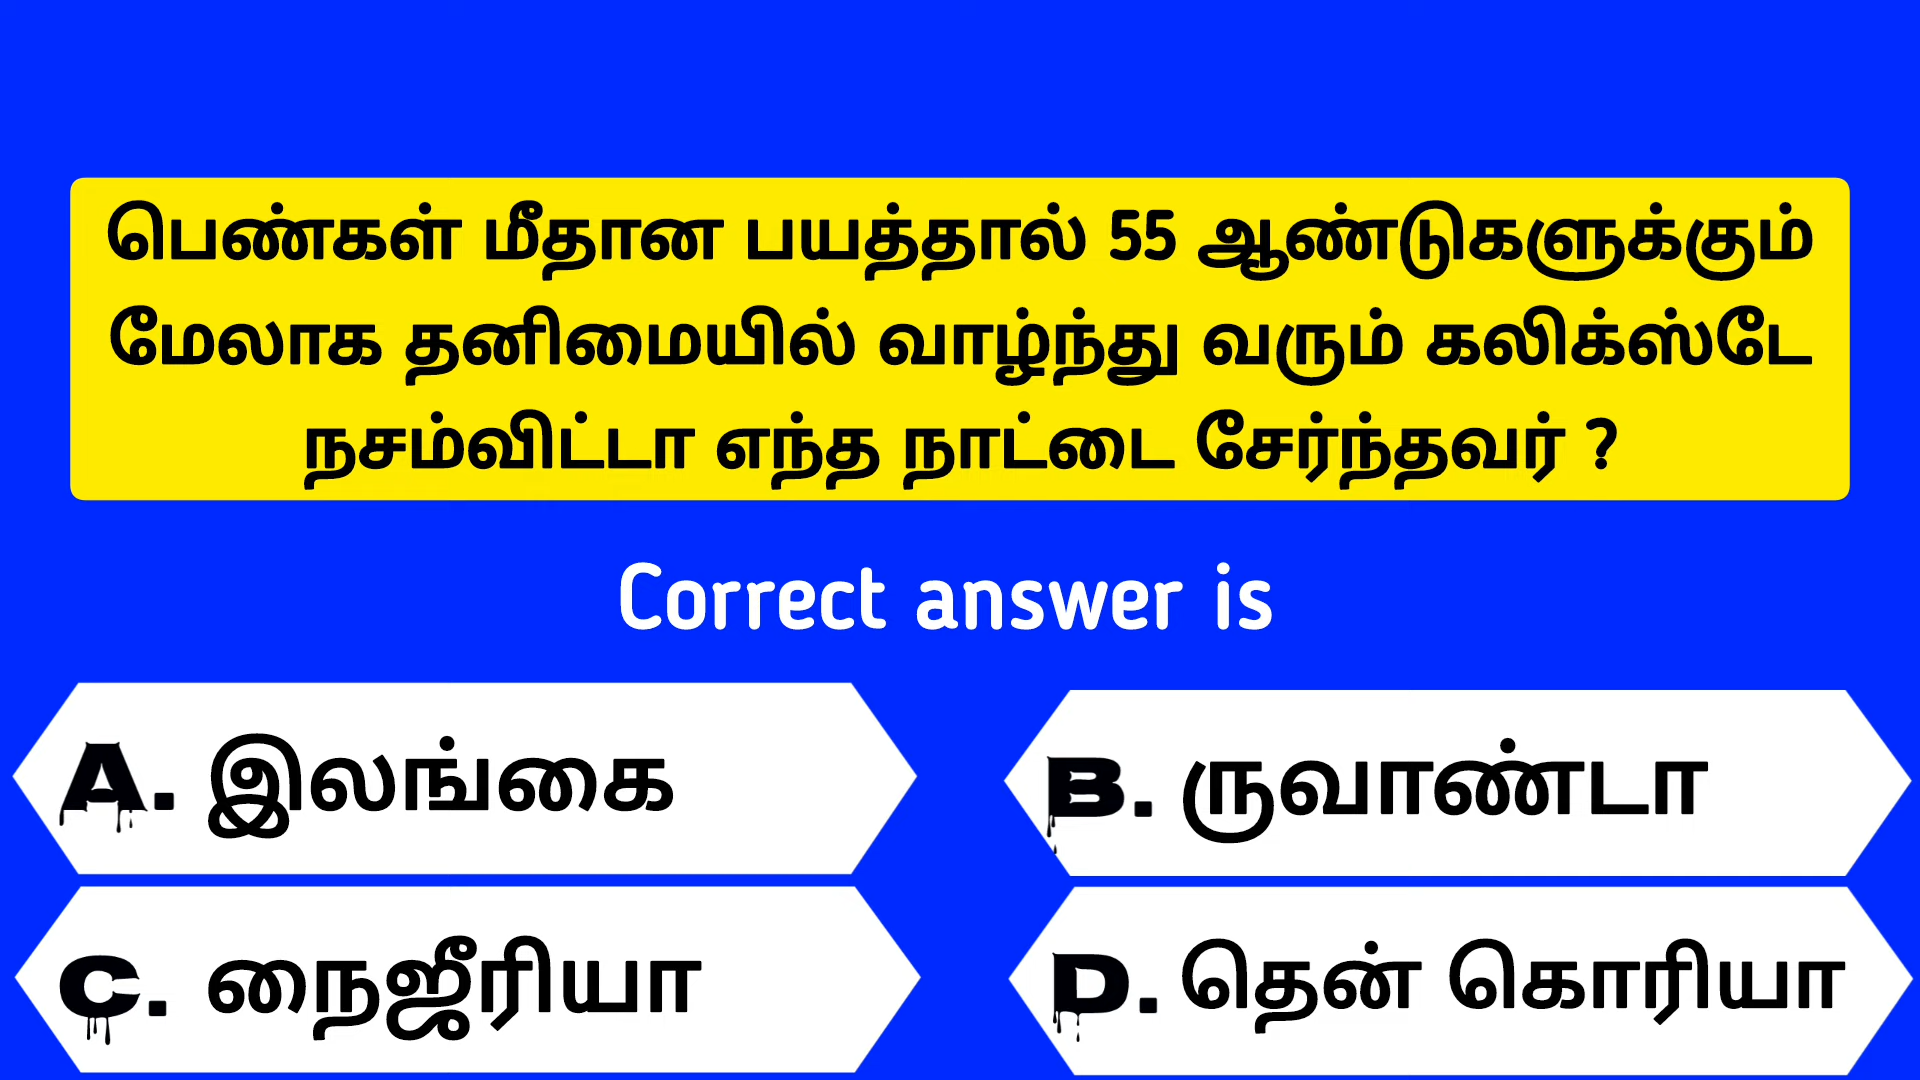 பெண்கள் மீதான பயத்தால் 55 ஆண்டுகளுக்கும்
மேலாக தனிமையில் வாழ்ந்து வரும் கலிக்ஸ்டே
நசம்விட்டா எந்த நாட்டை சேர்ந்தவர் ?
Correct answer is
A. இலங்கை
B. ருவாண்டா
C. நைஜீரியா
D. தென் கொரியா